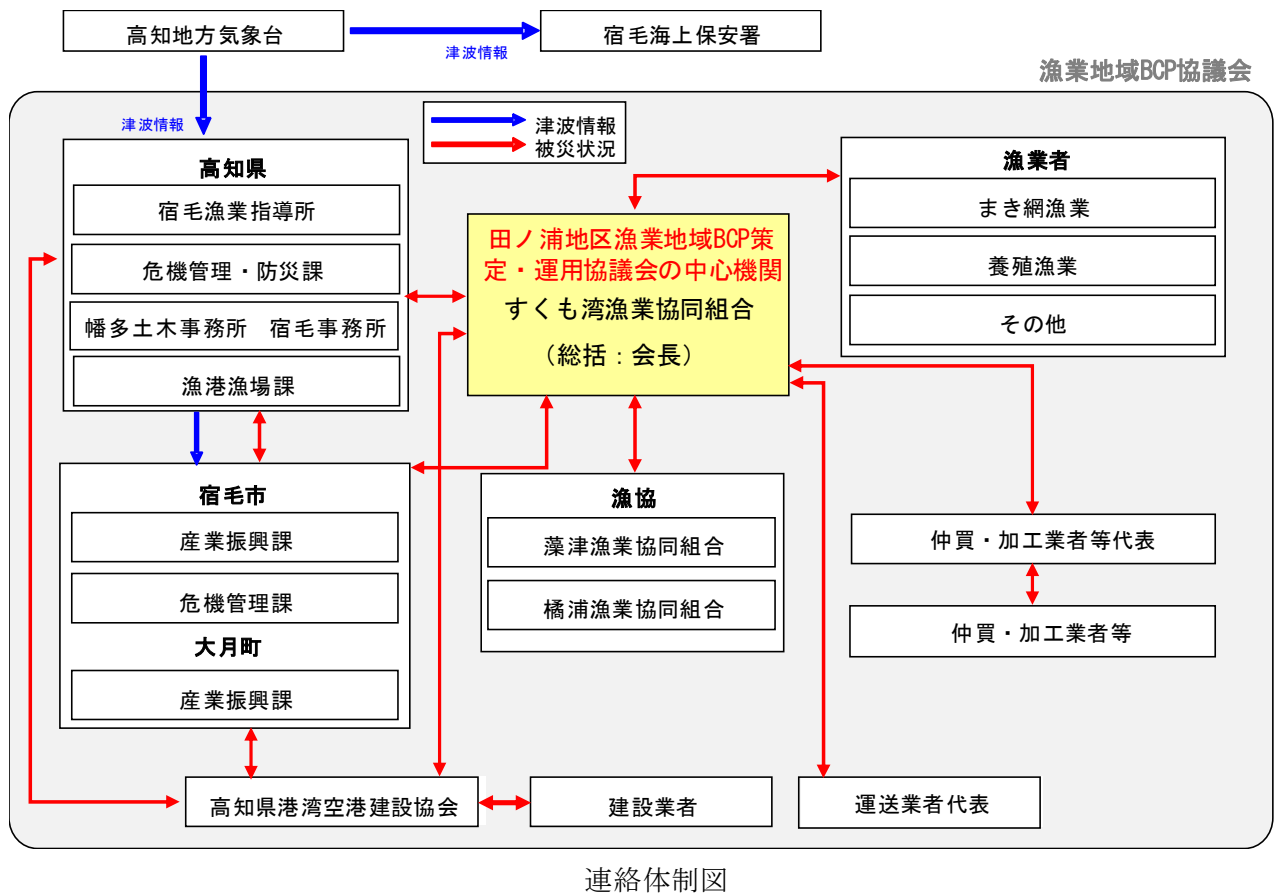 高知地方気象台
宿毛海上保安署
津波情報
漁業地域BCP協議会
津波情報
津波情報
被災状況
高知県
宿毛漁業指導所
危機管理・防災課
幡多土木事務所　宿毛事務所
漁港漁場課
田ノ浦地区漁業地域BCP策
定・運用協議会の中心機関
すくも湾漁業協同組合
（総括：会長）
漁業者
まき網漁業
養殖漁業
その他
宿毛市
産業振興課
危機管理課
大月町
産業振興課
漁協
藻津漁業協同組合
橘浦漁業協同組合
仲買・加工業者等代表
仲買・加工業者等
高知県港湾空港建設協会
建設業者
運送業者代表
連絡体制図